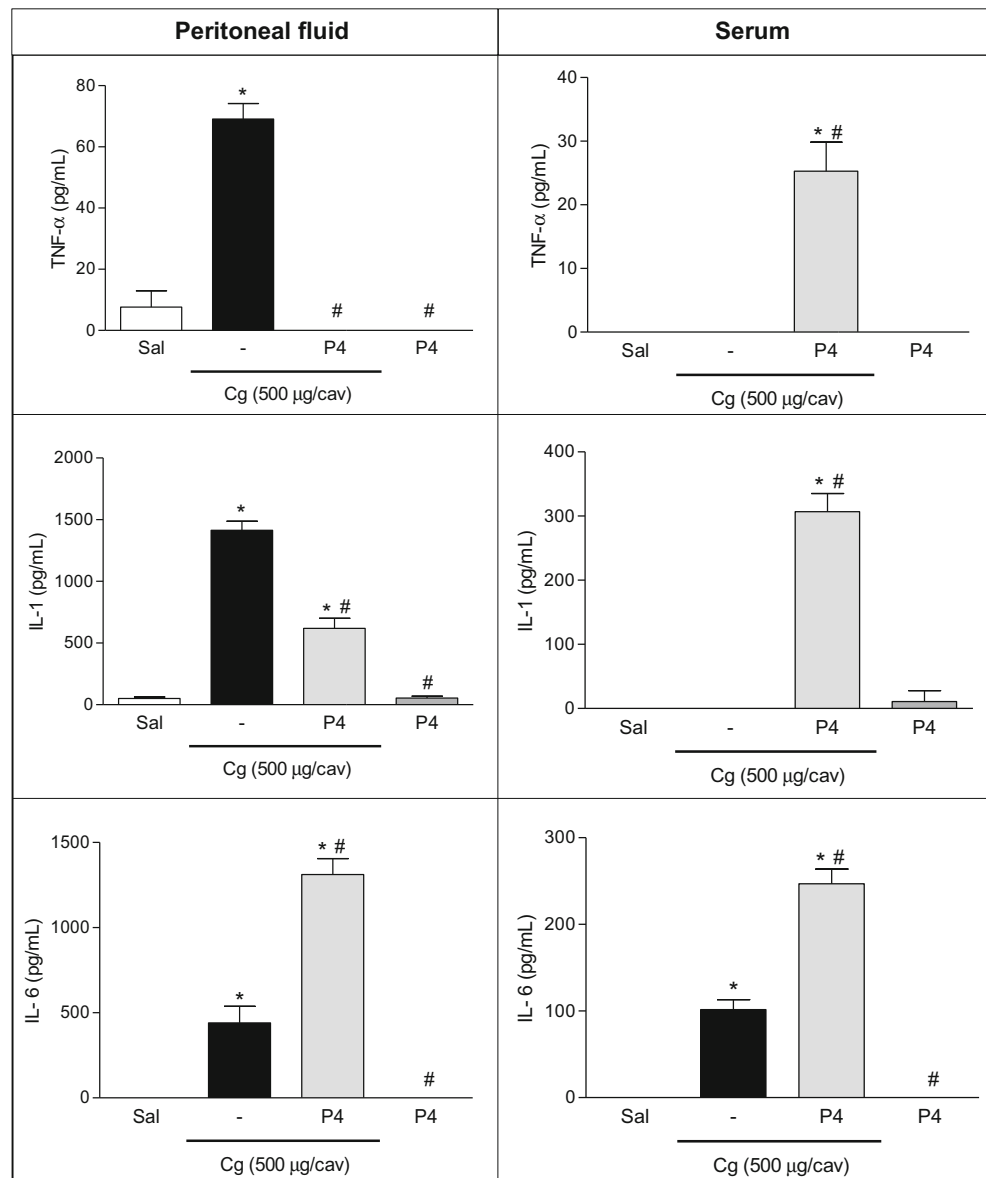 Peritoneal fluid
Serum
TNF-α (pg/mL)
80
60
40
20
0
*
#
#
Sal - P4 P4
Cg (500 μg/cav)
TNF-α (pg/mL)
40
30
20
10
0
* #
Sal - P4 P4
Cg (500 μg/cav)
IL-1 (pg/mL)
2000
1500
1000
500
0
*
* #
#
Sal - P4 P4
Cg (500 μg/cav)
IL-1 (pg/mL)
400
300
200
100
0
* #
Sal - P4 P4
Cg (500 μg/cav)
IL- 6 (pg/mL)
1500
1000
500
0
*
* #
#
Sal - P4 P4
Cg (500 μg/cav)
IL- 6 (pg/mL)
300
200
100
0
*
* #
#
Sal - P4 P4
Cg (500 μg/cav)